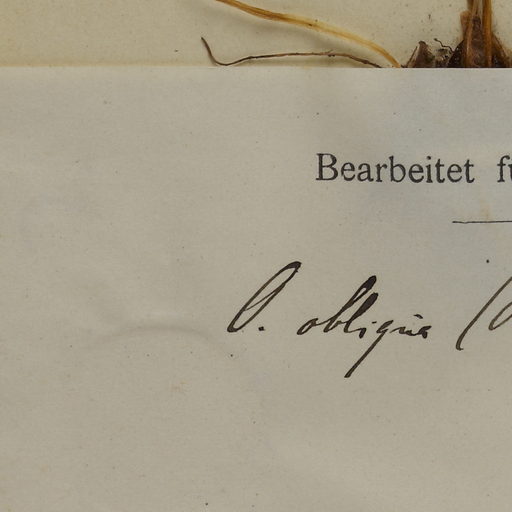 Bearbeitet
O. obliqua (